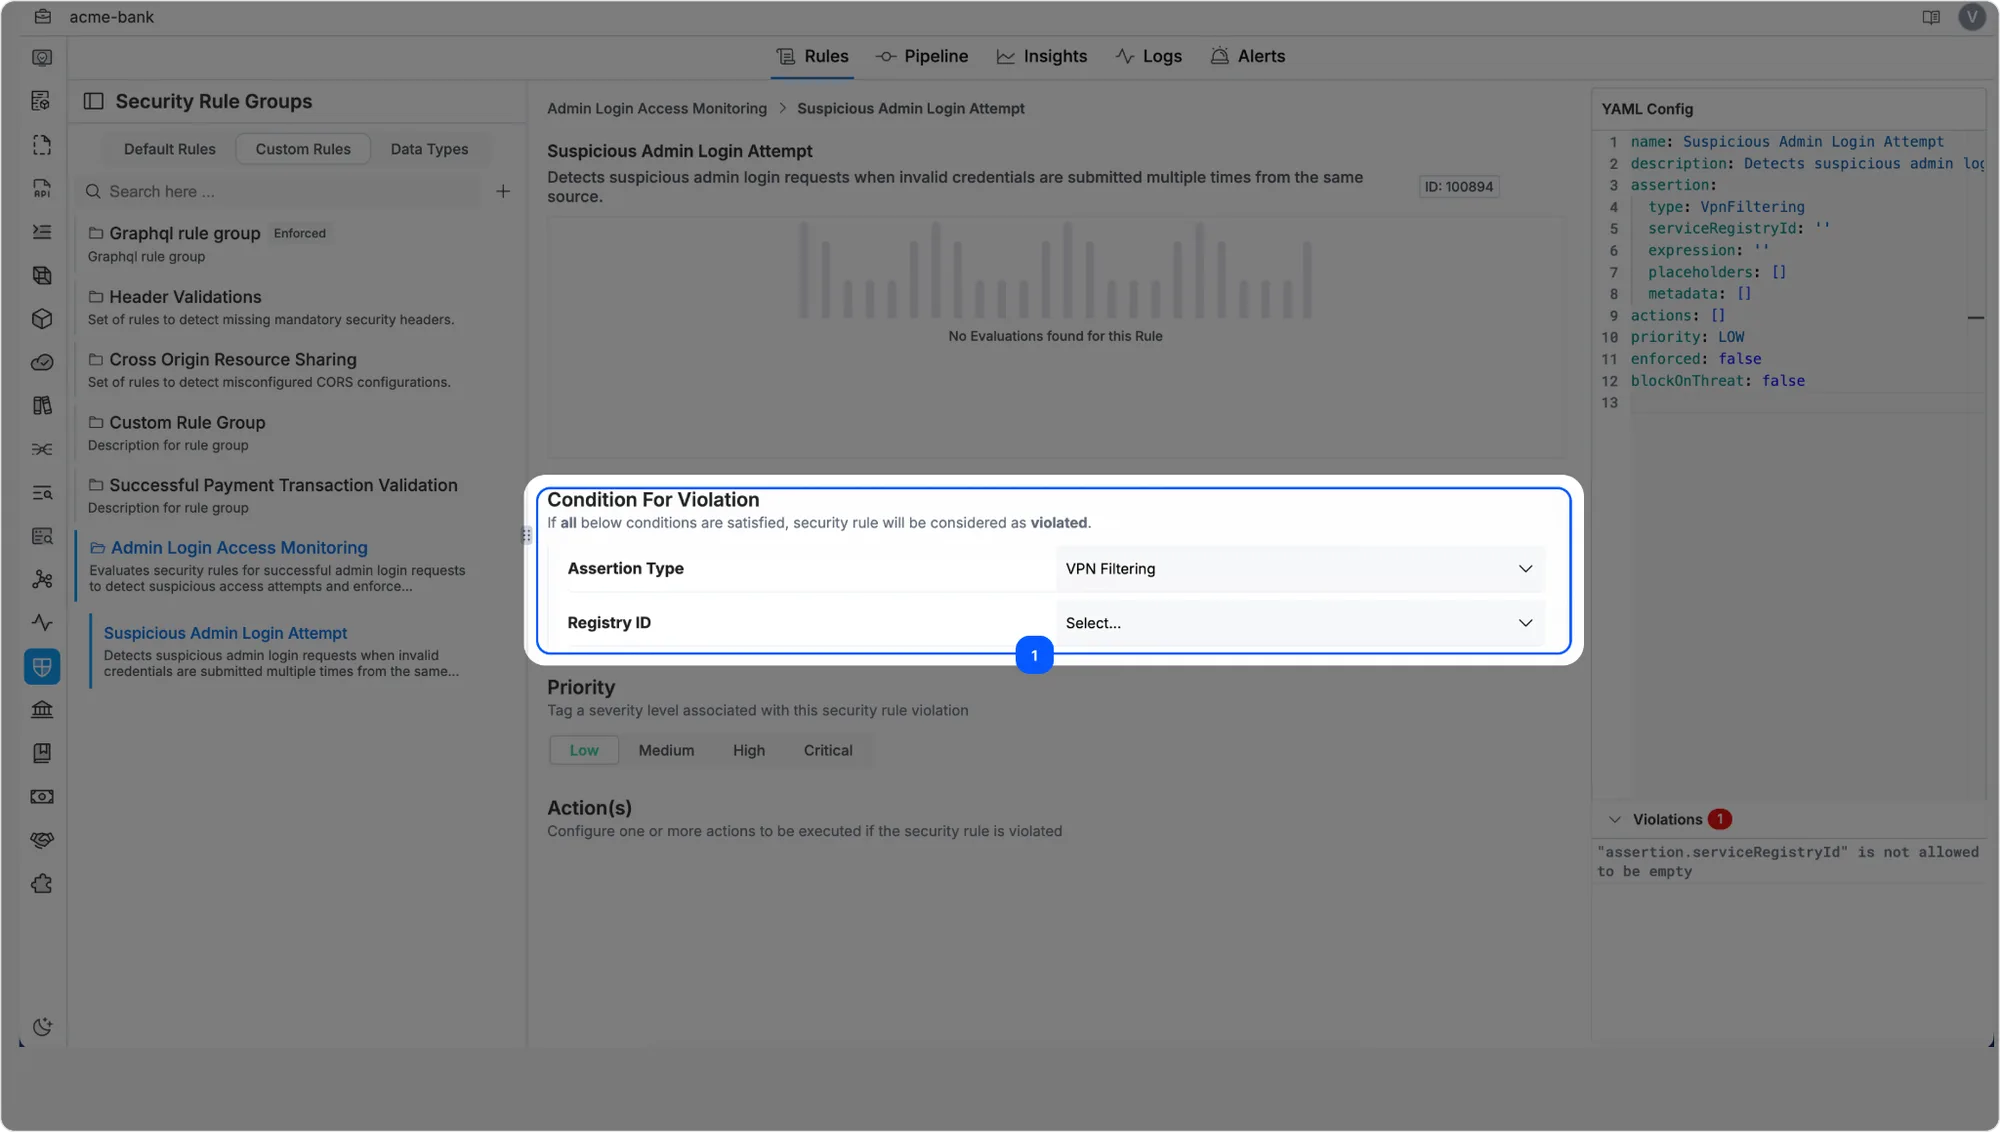 acme-bank
V
Rules
Pipeline
Insights
Logs
Alerts
Security Rule Groups
Default Rules
Custom Rules
Data Types
Search here ...
Graphql rule group
Enforced
Graphql rule group
Header Validations
Set of rules to detect missing mandatory security headers.
Cross Origin Resource Sharing
Set of rules to detect misconfigured CORS configurations.
Custom Rule Group
Description for rule group
Successful Payment Transaction Validation
Description for rule group
Admin Login Access Monitoring
Evaluates security rules for successful admin login requests
to detect suspicious access attempts and enforce...
Suspicious Admin Login Attempt
Detects suspicious admin login requests when invalid
credentials are submitted multiple times from the same...
API
Admin Login Access Monitoring > Suspicious Admin Login Attempt
Suspicious Admin Login Attempt
Detects suspicious admin login requests when invalid credentials are submitted multiple times from the same
source.
ID: 100894
No Evaluations found for this Rule
Condition For Violation
If all below conditions are satisfied, security rule will be considered as violated.
Assertion Type
VPN Filtering
Registry ID
Select...
1
Priority
Tag a severity level associated with this security rule violation
Low
Medium
High
Critical
Action(s)
Configure one or more actions to be executed if the security rule is violated
YAML Config
1 name: Suspicious Admin Login Attempt
2 description: Detects suspicious admin log
3 assertion:
4 type: VpnFiltering
5 serviceRegistryId: ''
6 expression: ''
7 placeholders: []
8 metadata: []
9 actions: []
10 priority: LOW
11 enforced: false
12 blockOnThreat: false
13
Violations 1
"assertion.serviceRegistryId" is not allowed
to be empty